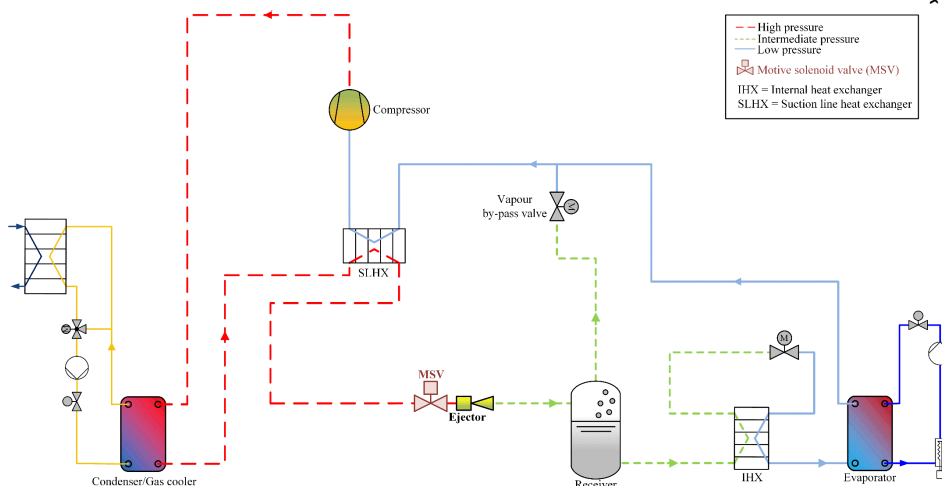 High pressure
Intermediate pressure
Low pressure
Motive solenoid valve (MSV)
IHX = Internal heat exchanger
SLHX = Suction line heat exchanger
Compressor
Vapour
by-pass valve
M
SLHX
M
M
MSV
Ejector
Condenser/Gas cooler
Receiver
IHX
Evaporator